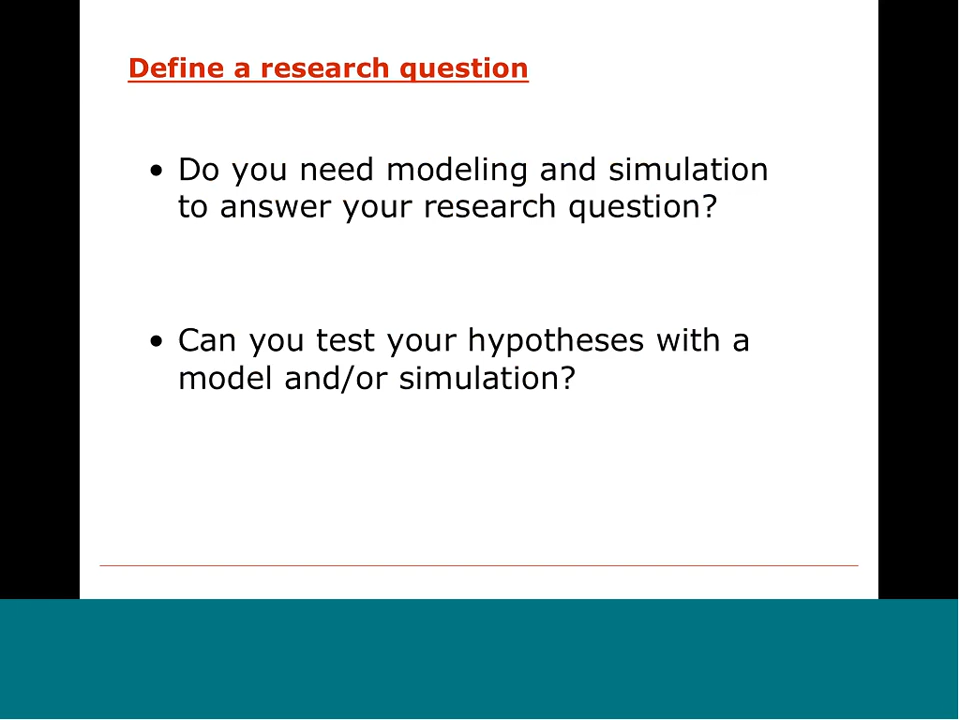 Define a research question
• Do you need modeling and simulation
to answer your research question?
• Can you test your hypotheses with a
model and/or simulation?